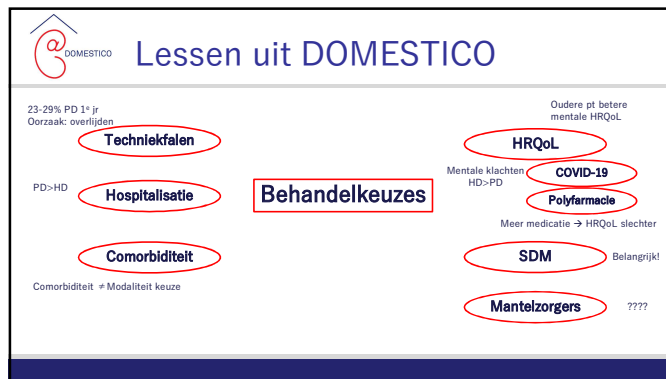 @
DOMESTICO
Lessen uit DOMESTICO
23-29% PD 1e jr
Oorzaak: overlijden
Techniekfalen
PD>HD
Hospitalisatie
Comorbiditeit
Comorbiditeit ≠ Modaliteit keuze
Behandelkeuzes
Oudere pt betere
mentale HRQoL
HRQoL
Mentale klachten
HD>PD
COVID-19
Polyfarmacie
Meer medicatie → HRQoL slechter
SDM
Belangrijk!
Mantelzorgers
????